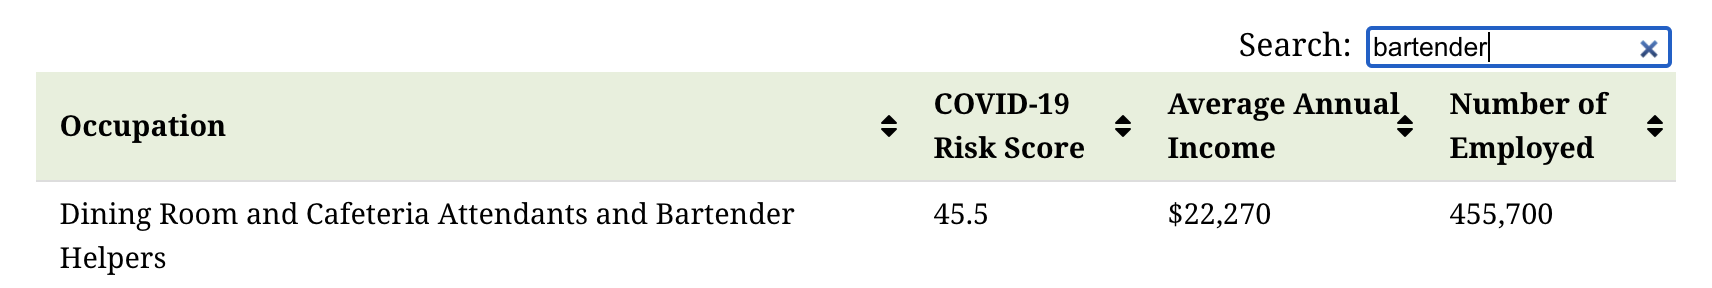 Search: bartender
Occupation
COVID-19 Risk Score
Average Annual Income
Number of Employed
Dining Room and Cafeteria Attendants and Bartender
Helpers
45.5
$22,270
455,700